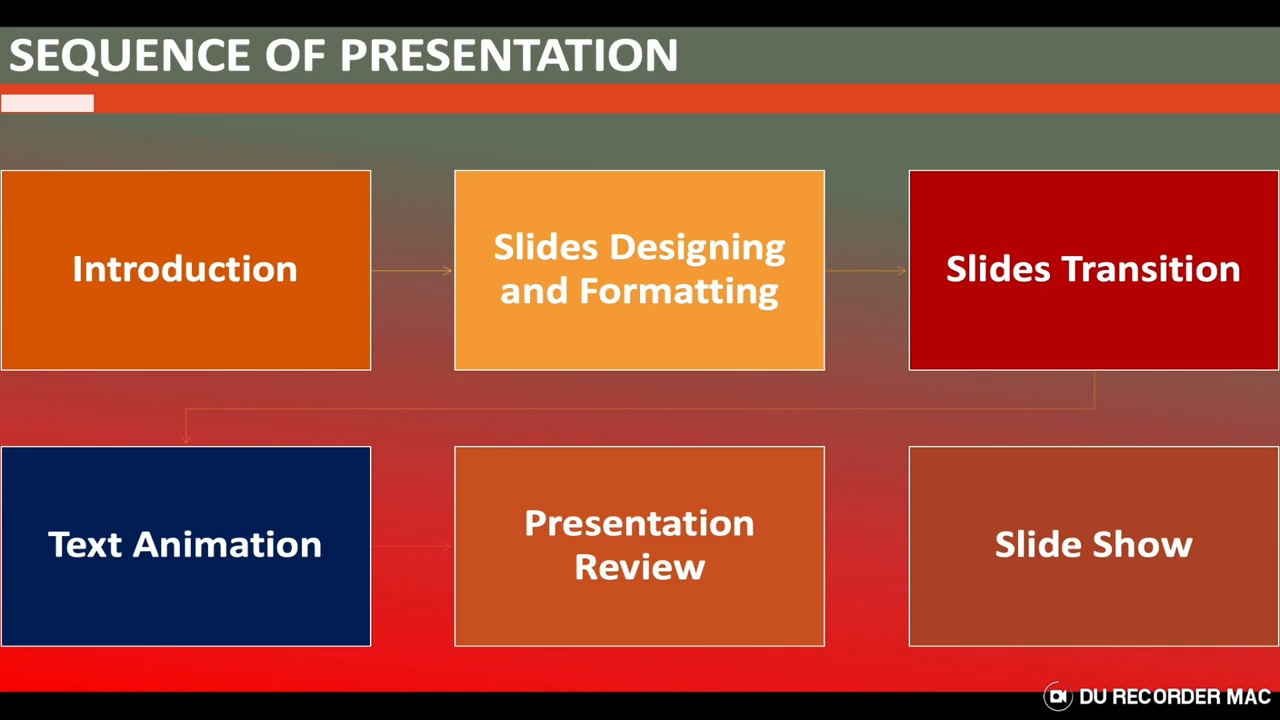 SEQUENCE OF PRESENTATION
Introduction
Slides Designing
and Formatting
Slides Transition
Text Animation
Presentation
Review
Slide Show
DU RECORDER MAC